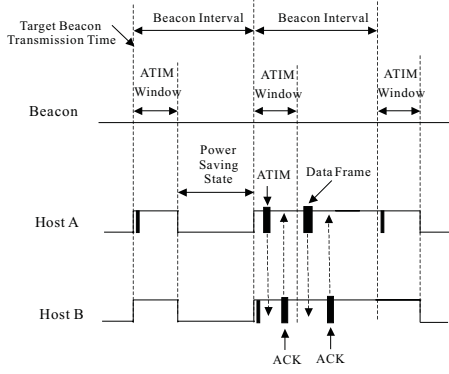 Beacon Interval
Beacon Interval
Target Beacon
Transmission Time
ATIM
Window
ATIM
Window
ATIM
Window
Beacon
Power
Saving
State
ATIM
Data Frame
Host A
Host B
ACK
ACK